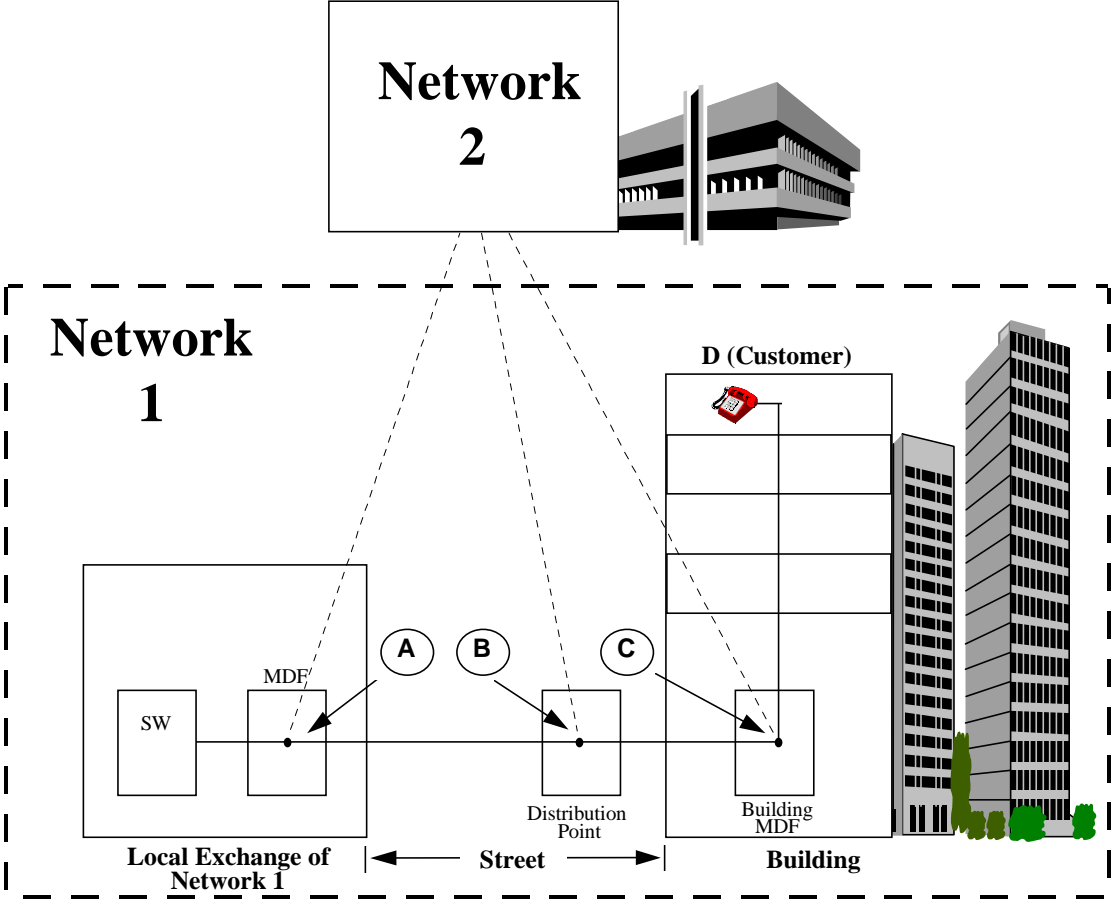 Network
2
Network
1
D (Customer)
A
B
C
MDF
SW
Distribution
Point
Building
MDF
Local Exchange of
Network 1
Street
Building